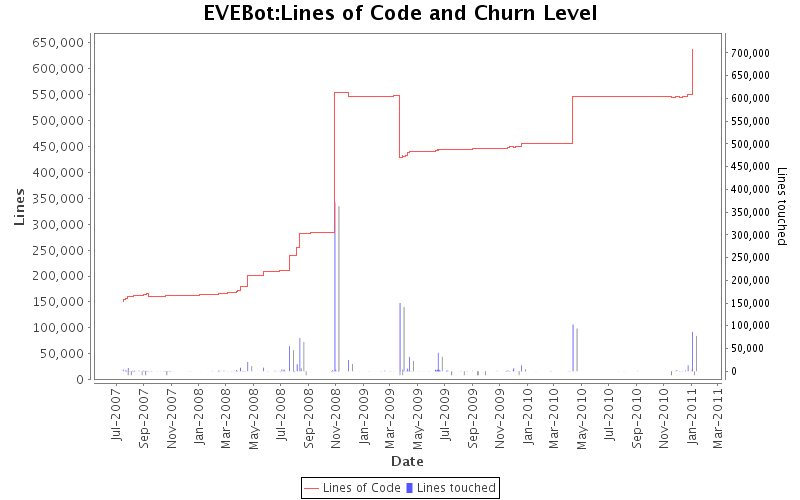 EVEBot:Lines of Code and Churn Level
650,000
600,000
550,000
500,000
450,000
400,000
350,000
300,000
250,000
200,000
150,000
100,000
50,000
0
Lines
700,000
650,000
600,000
550,000
500,000
450,000
400,000
350,000
300,000
250,000
200,000
150,000
100,000
50,000
0
Lines touched
Jul-2007
Sep-2007
Nov-2007
Jan-2008
Mar-2008
May-2008
Jul-2008
Sep-2008
Nov-2008
Jan-2009
Mar-2009
May-2009
Jul-2009
Sep-2009
Nov-2009
Jan-2010
Mar-2010
May-2010
Jul-2010
Sep-2010
Nov-2010
Jan-2011
Mar-2011
Date
Lines of Code
Lines touched